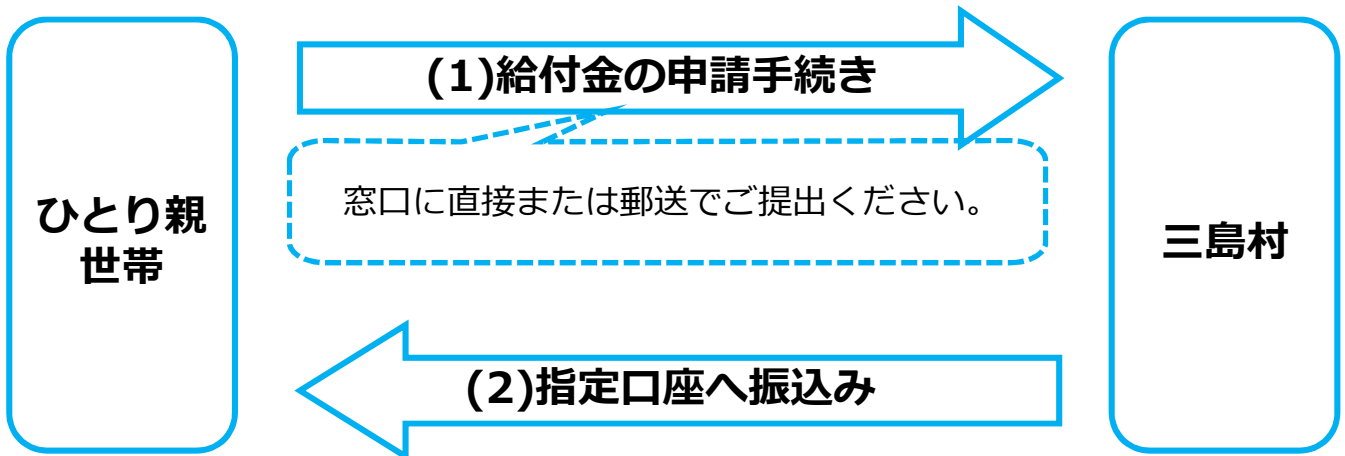 (1)給付金の申請手続き
窓口に直接または郵送でご提出ください。
ひとり親
世帯
三島村
(2)指定口座へ振込み